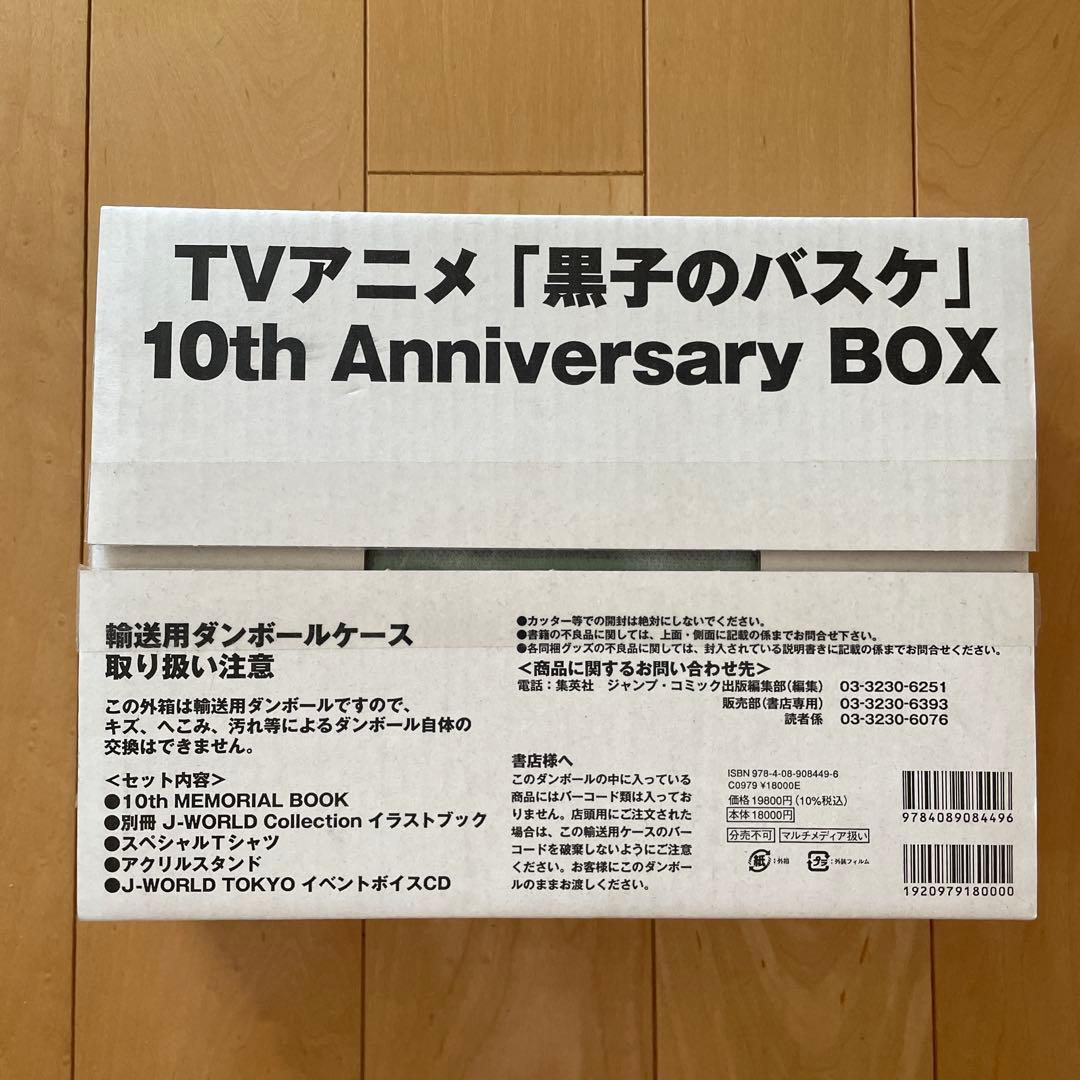 TVアニメ「黒子のバスケ」
10th Anniversary BOX
輸送用ダンボールケース
取り扱い注意
この外箱は輸送用ダンボールですので、
キズ、へこみ、汚れ等によるダンボール自体の
交換はできません。
＜セット内容＞
●10th MEMORIAL BOOK
●別冊 J-WORLD Collection イラストブック
●スペシャルTシャツ
●アクリルスタンド
●J-WORLD TOKYO イベントボイスCD
●カッター等での開封は絶対にしないでください。
●書籍の不良品に関しては、上面・側面に記載の係までお問合せ下さい。
●各同梱グッズの不良品に関しては、封入されている説明書きに記載の係までお問合せください。
＜商品に関するお問い合わせ先＞
電話：集英社 ジャンプ・コミック出版編集部(編集) 03-3230-6251
販売部(書店専用) 03-3230-6393
読者係 03-3230-6076
書店様へ
このダンボールの中に入っている
商品にはバーコード類は入ってお
りません。店頭用にご注文された
場合は、この輸送用ケースのバー
コードを破棄しないようにご注意
ください。お客様にこのダンボー
ルのままお渡しください。
ISBN 978-4-08-908449-6
C0979 ¥18000E
価格19800円(10%税込)
本体18000円
分売不可 マルチメディア扱い
紙：外箱 プラ：外装フィルム
9784089084496
1920979180000